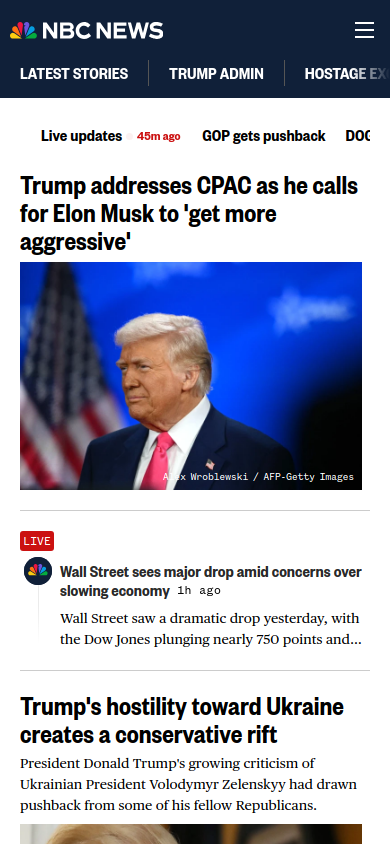 NBC NEWS
LATEST STORIES
TRUMP ADMIN
HOSTAGE EX
Live updates 45m ago
GOP gets pushback
DOG
Trump addresses CPAC as he calls
for Elon Musk to 'get more
aggressive'
Alex Wroblewski / AFP-Getty Images
LIVE
Wall Street sees major drop amid concerns over
slowing economy 1h ago
Wall Street saw a dramatic drop yesterday, with
the Dow Jones plunging nearly 750 points and...
Trump's hostility toward Ukraine
creates a conservative rift
President Donald Trump's growing criticism of
Ukrainian President Volodymyr Zelenskyy had drawn
pushback from some of his fellow Republicans.